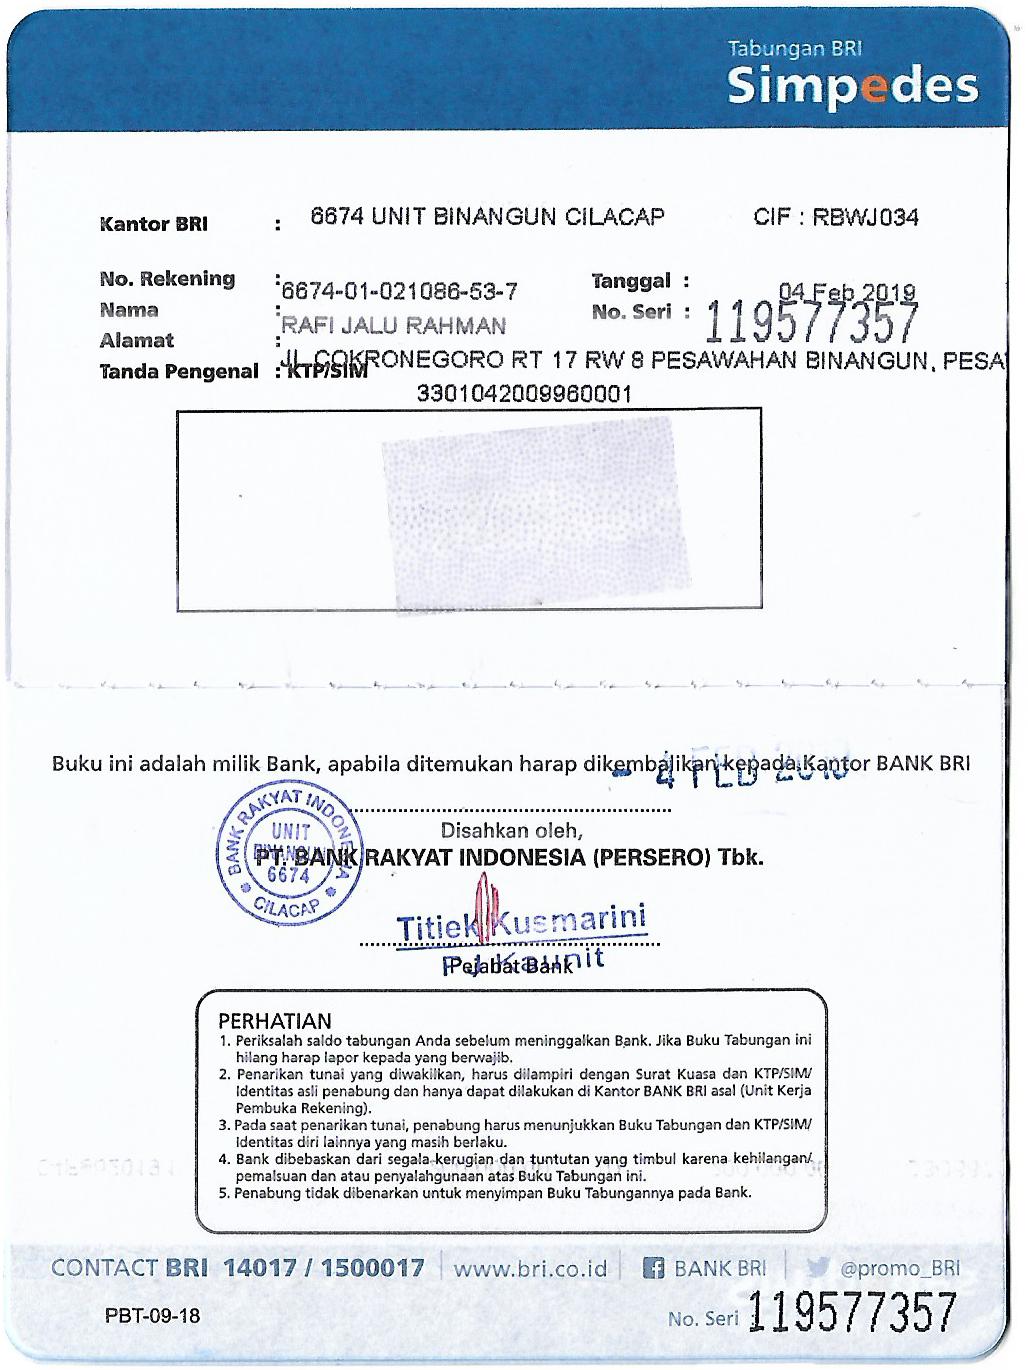 Tabungan BRI
Simpedes
Kantor BRI : 6674 UNIT BINANGUN CILACAP CIF : RBWJ034
No. Rekening : 6674-01-021086-53-7 Tanggal : 04 Feb 2019
Nama : RAFI JALU RAHMAN No. Seri : 119577357
Alamat : JL.COKRONEGORO RT 17 RW 8 PESAWAHAN BINANGUN, PESA
Tanda Pengenal : KTP/SIM
3301042009960001
Buku ini adalah milik Bank, apabila ditemukan harap dikembalikan kepada Kantor BANK BRI
- 4 FEB 2019
Disahkan oleh,
PT. BANK RAKYAT INDONESIA (PERSERO) Tbk.
BANK RAKYAT INDONESIA
UNIT
BINANGUN
6674
CILACAP
Titiek Kusmarini
PJ Kaunit
Pejabat Bank
PERHATIAN
1. Periksalah saldo tabungan Anda sebelum meninggalkan Bank. Jika Buku Tabungan ini
hilang harap lapor kepada yang berwajib.
2. Penarikan tunai yang diwakilkan, harus dilampiri dengan Surat Kuasa dan KTP/SIM/
Identitas asli penabung dan hanya dapat dilakukan di Kantor BANK BRI asal (Unit Kerja
Pembuka Rekening).
3. Pada saat penarikan tunai, penabung harus menunjukkan Buku Tabungan dan KTP/SIM/
Identitas diri lainnya yang masih berlaku.
4. Bank dibebaskan dari segala kerugian dan tuntutan yang timbul karena kehilangan/
pemalsuan dan atau penyalahgunaan atas Buku Tabungan ini.
5. Penabung tidak dibenarkan untuk menyimpan Buku Tabungannya pada Bank.
CONTACT BRI 14017 / 1500017 www.bri.co.id BANK BRI @promo_BRI
PBT-09-18 No. Seri : 119577357